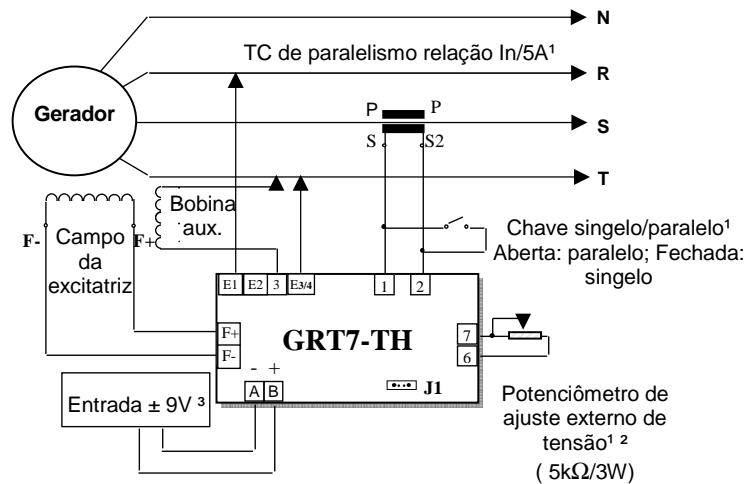 N
TC de paralelismo relação In/5A¹
R
Gerador
P
P
S
S
S2
T
Bobina
aux.
F-
Campo
da
excitatriz
F+
Chave singelo/paralelo¹
Aberta: paralelo; Fechada:
singelo
E1 E2 3 E3/4 1 2
F+
GRT7-TH
7
F-
6
- +
A B
J1
Entrada ± 9V ³
Potenciômetro de
ajuste externo de
tensão¹ ²
( 5kΩ/3W)